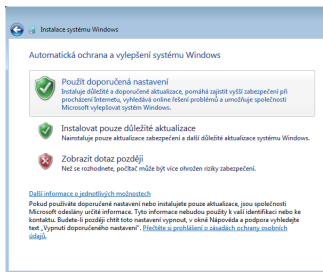 Instalace systému Windows
Automatická ochrana a vylepšení systému Windows
Použít doporučená nastavení
Instaluje důležité a doporučené aktualizace, pomáhá zajistit vyšší zabezpečení při
procházení Internetu, vyhledává online řešení problémů a umožňuje společnosti
Microsoft vylepšovat systém Windows.
Instalovat pouze důležité aktualizace
Nainstaluje pouze aktualizace zabezpečení a další důležité aktualizace systému Windows.
Zobrazit dotaz později
Než se rozhodnete, počítač může být více ohrožen riziky zabezpečení.
Další informace o jednotlivých možnostech
Pokud používáte doporučená nastavení nebo instalujete pouze aktualizace, jsou společnosti
Microsoft odeslány určité informace. Tyto informace nebudou použity k vaší identifikaci nebo ke
kontaktu. Budete-li později chtít toto nastavení vypnout, v okně Nápověda a podpora vyhledejte
text „Vypnutí doporučeného nastavení". Přečtěte si prohlášení o zásadách ochrany osobních
údajů.